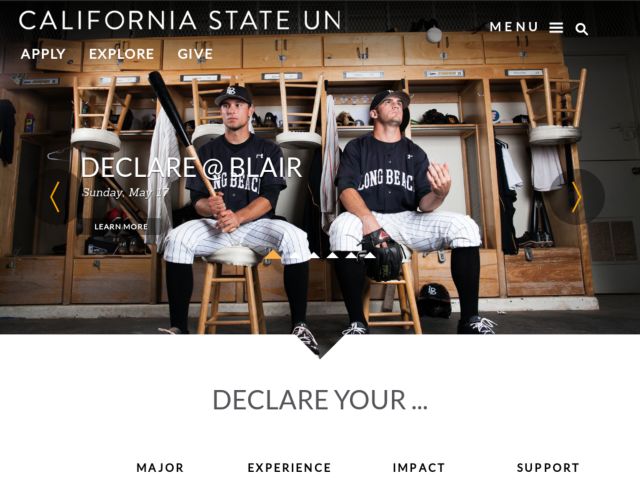 CALIFORNIA STATE UN
MENU
APPLY EXPLORE GIVE
DECLARE @ BLAIR
Sunday, May 17
LEARN MORE
LONG BEAC
LONG BEAC
LB
DECLARE YOUR ...
MAJOR EXPERIENCE IMPACT SUPPORT